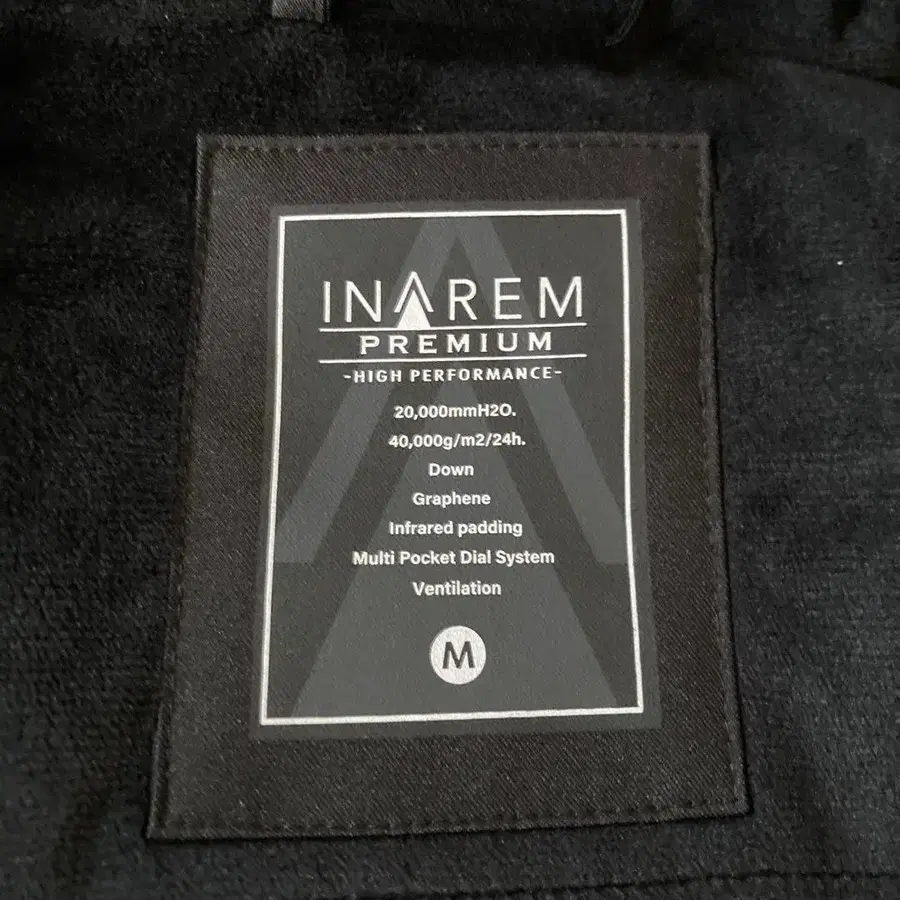 INAREM
PREMIUM
-HIGH PERFORMANCE-
20,000mmH2O.
40,000g/m2/24h.
Down
Graphene
Infrared padding
Multi Pocket Dial System
Ventilation
M